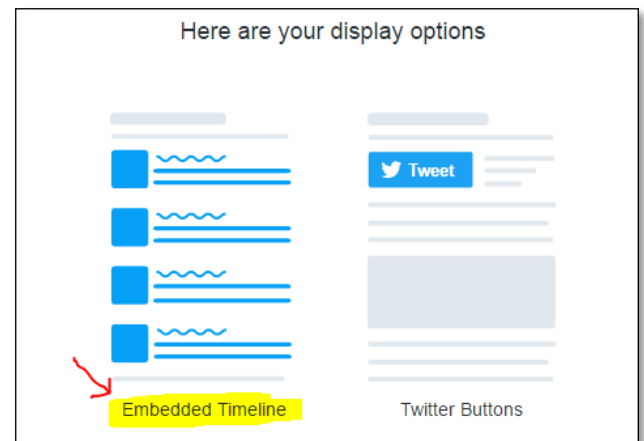 Here are your display options
Tweet
Embedded Timeline
Twitter Buttons